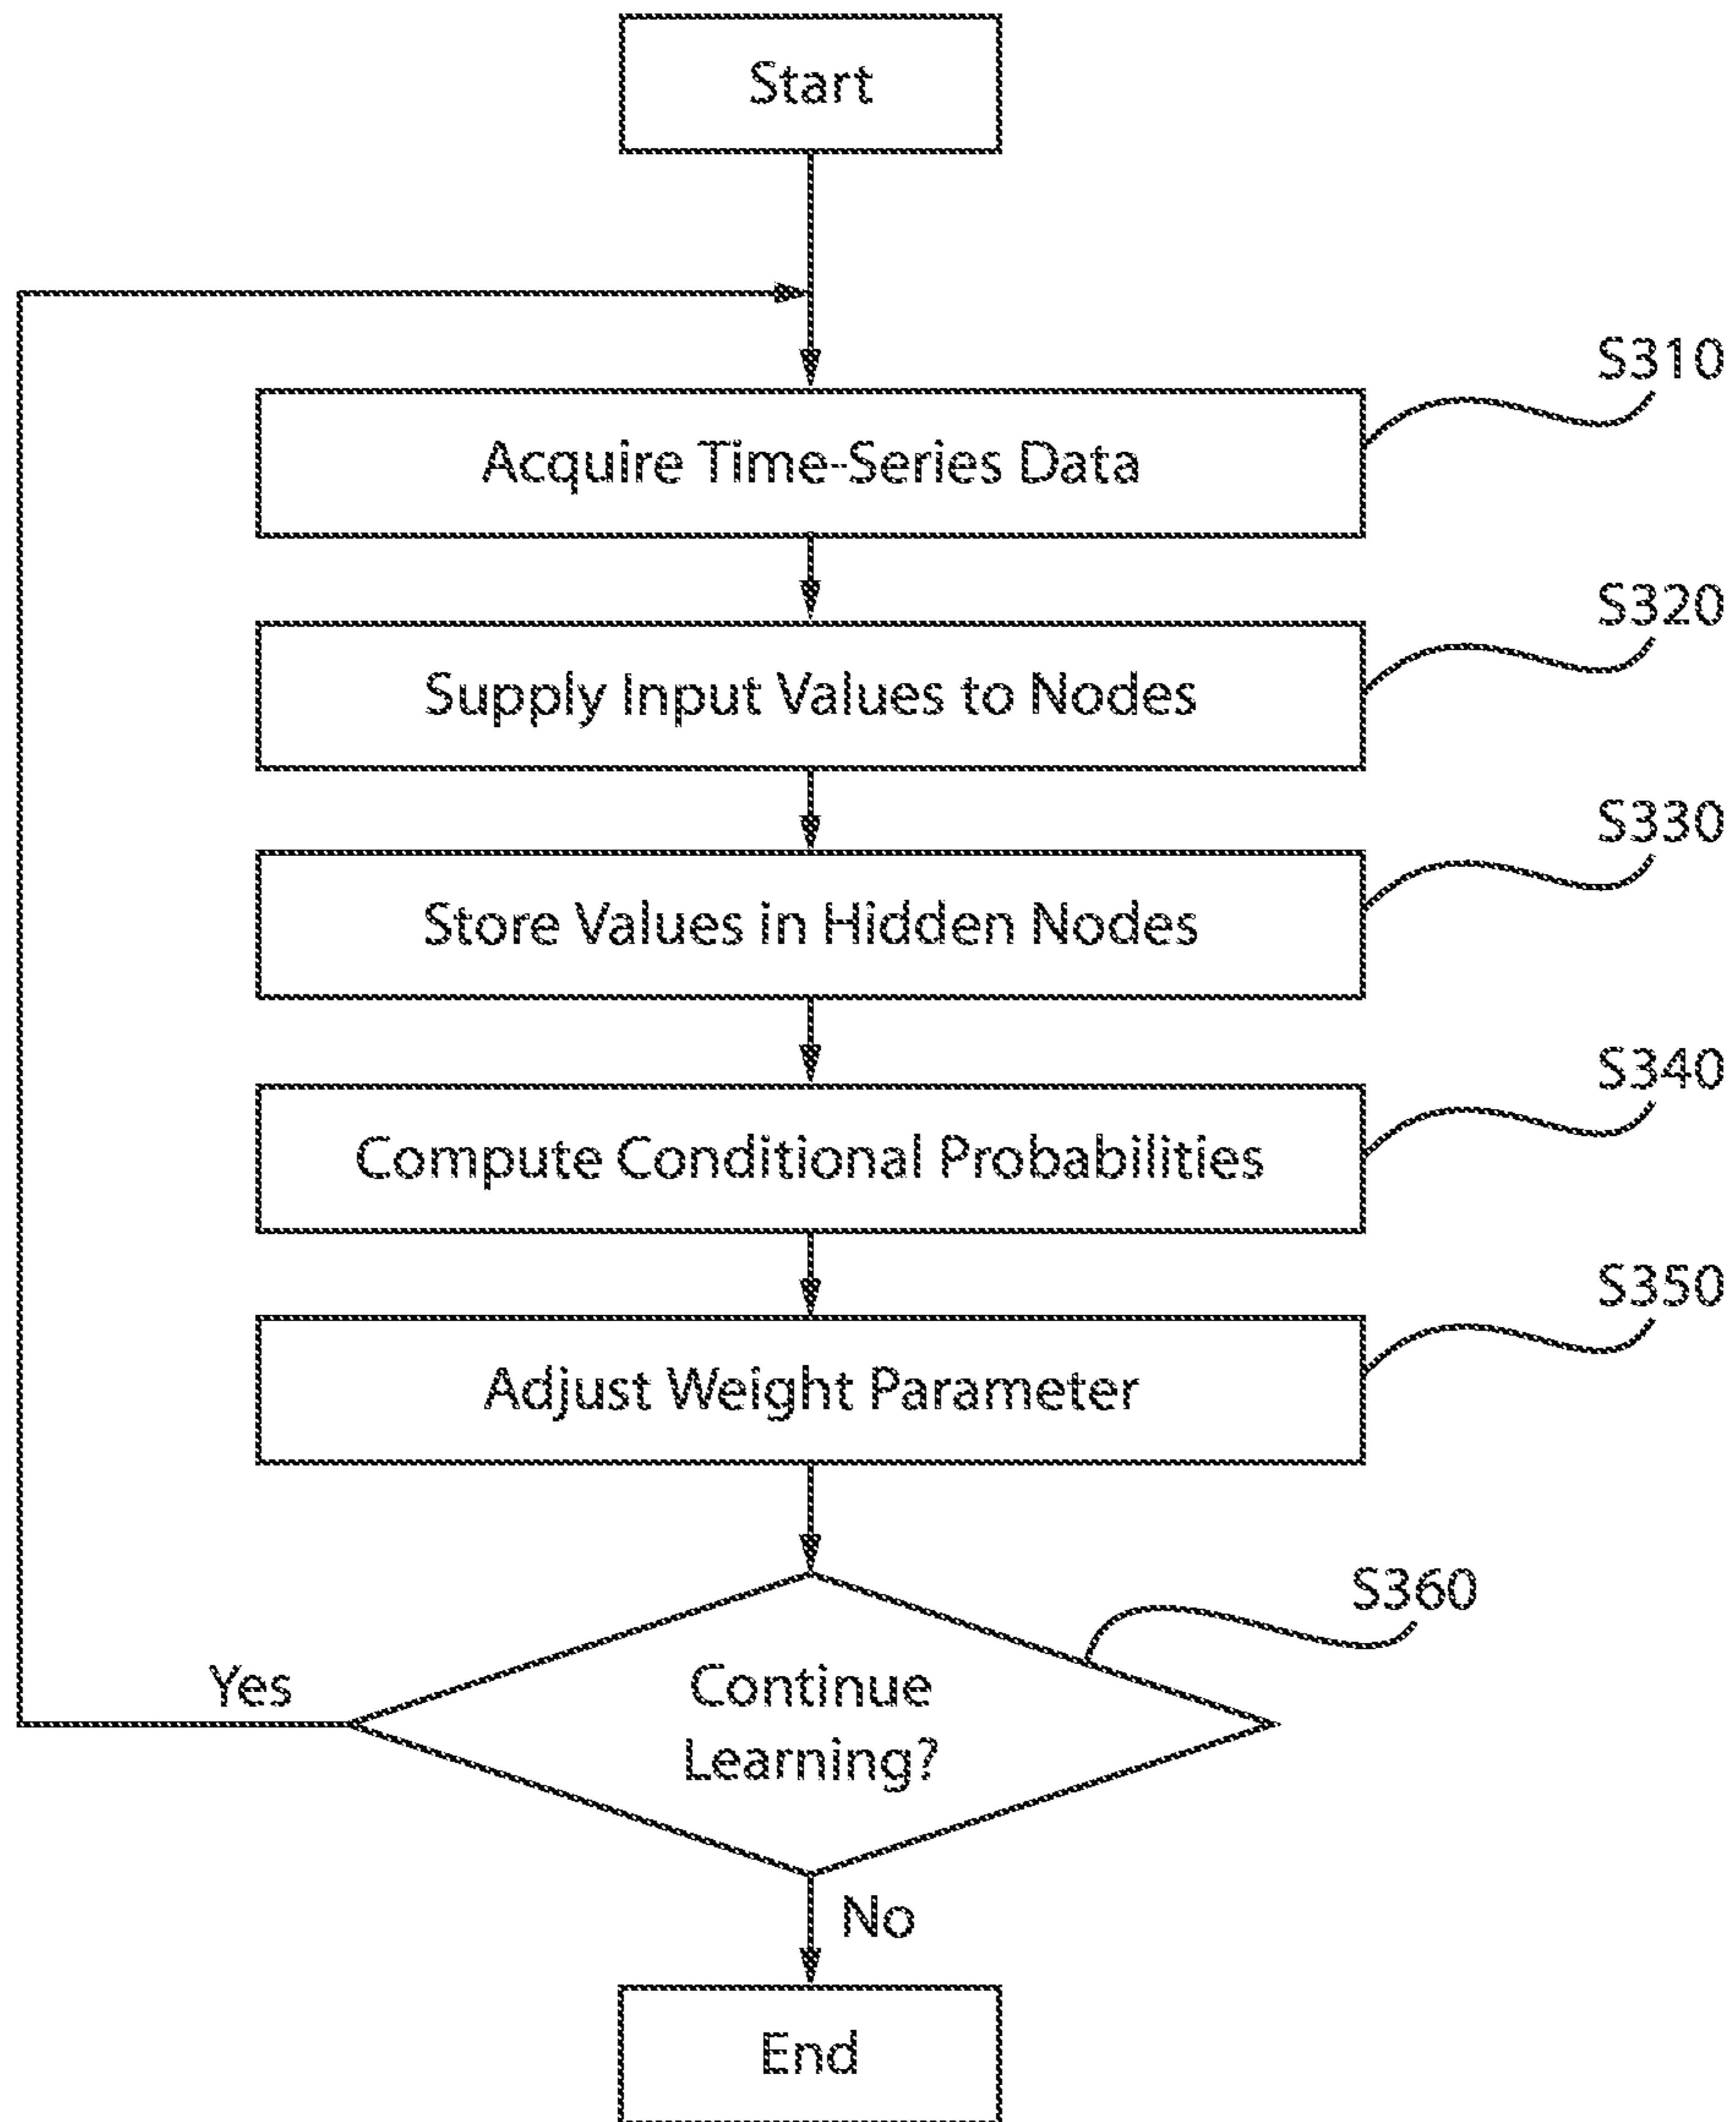 Start
S310
Acquire Time-Series Data
S320
Supply Input Values to Nodes
S330
Store Values in Hidden Nodes
S340
Compute Conditional Probabilities
S350
Adjust Weight Parameter
S360
Yes
Continue
Learning?
No
End